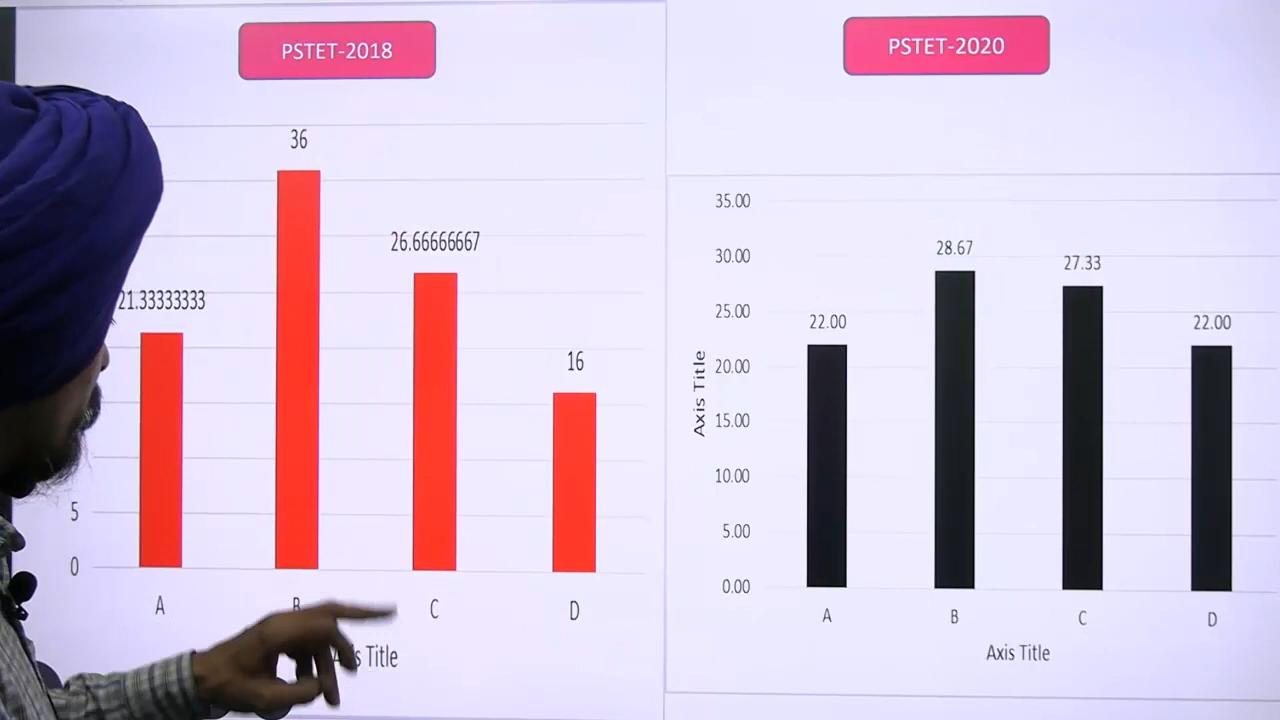 PSTET-2018
36
26.66666667
21.33333333
16
5
0
A
B
C
D
Axis Title
PSTET-2020
35.00
30.00
25.00
20.00
15.00
10.00
5.00
0.00
Axis Title
28.67
27.33
22.00
22.00
A
B
C
D
Axis Title